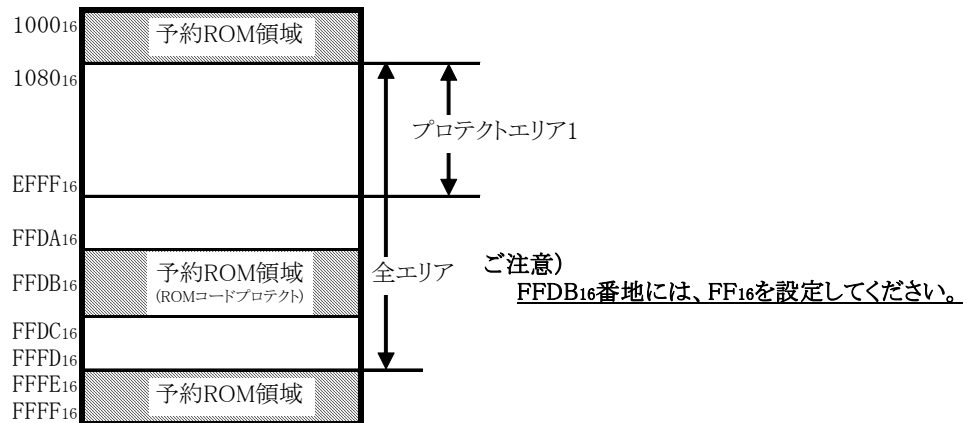 1000₁₆
予約ROM領域
1080₁₆
プロテクトエリア1
EFFF₁₆
FFDA₁₆
予約ROM領域
(ROMコードプロテクト)
FFDB₁₆
全エリア
ご注意)
FFDB₁₆番地には、FF₁₆を設定してください。
FFDC₁₆
FFFD₁₆
FFFE₁₆
予約ROM領域
FFFF₁₆